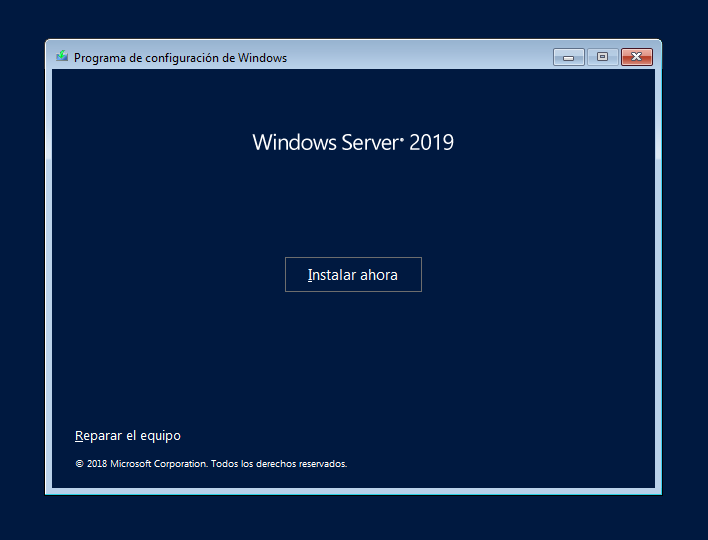 Programa de configuración de Windows
Windows Server® 2019
Instalar ahora
Reparar el equipo
© 2018 Microsoft Corporation. Todos los derechos reservados.